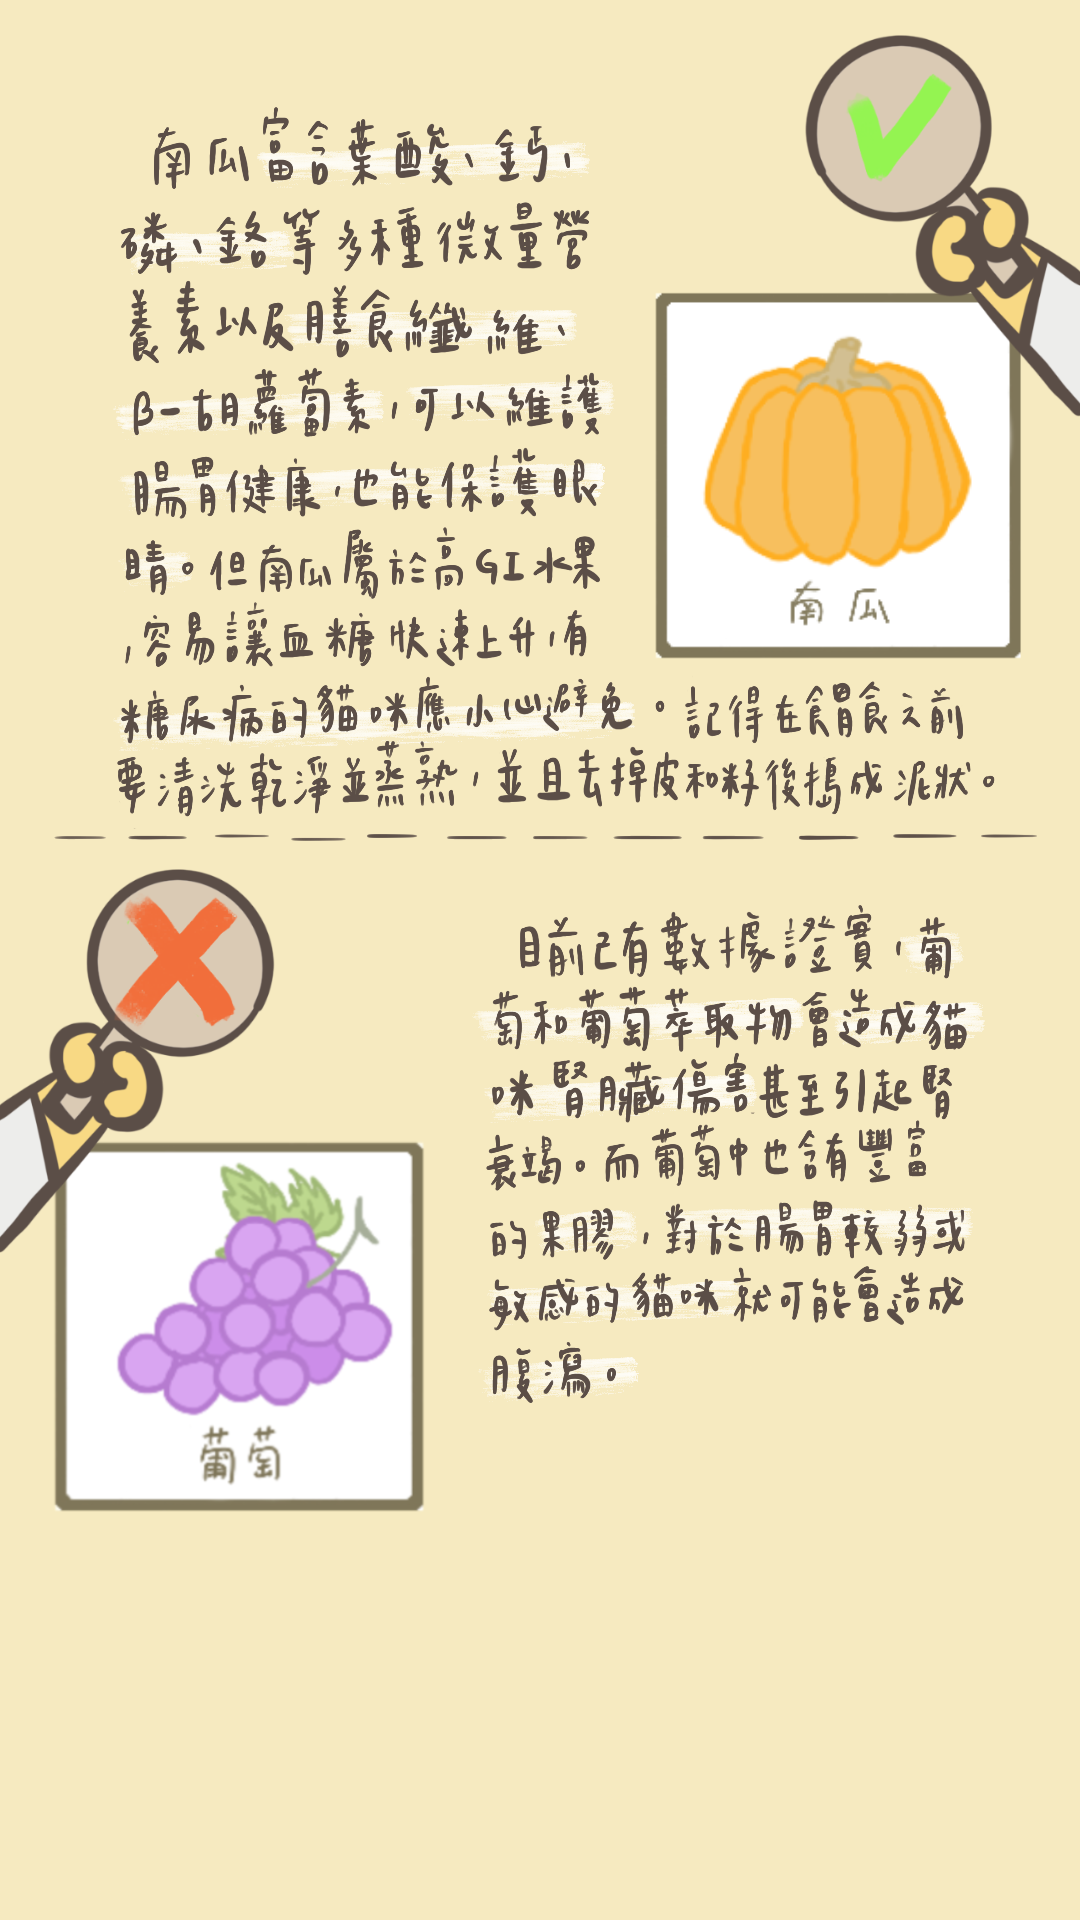 南瓜富含葉酸、鈣、
磷、鉻等多種微量營
養素以及膳食纖維、
β-胡蘿蔔素，可以維護
腸胃健康，也能保護眼
睛。但南瓜屬於高GI水果
，容易讓血糖快速上升，有
糖尿病的貓咪應小心避免。記得在餵食之前
要清洗乾淨並蒸熟，並且去掉皮和籽後搗成泥狀。
南瓜
目前已有數據證實，葡
萄和葡萄萃取物會造成貓
咪腎臟傷害甚至引起腎
衰竭。而葡萄中也含有豐富
的果膠，對於腸胃較弱或
敏感的貓咪就可能會造成
腹瀉。
葡萄